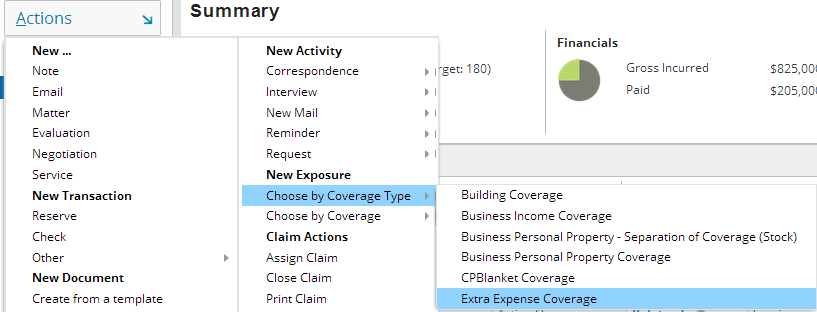 Actions
Summary
New ...
Note
Email
Matter
Evaluation
Negotiation
Service
New Transaction
Reserve
Check
Other
New Document
Create from a template
New Activity
Correspondence
Interview
New Mail
Reminder
Request
New Exposure
Choose by Coverage Type
Choose by Coverage
Claim Actions
Assign Claim
Close Claim
Print Claim
rget: 180)
Financials
Gross Incurred $825,000
Paid $205,000
Building Coverage
Business Income Coverage
Business Personal Property - Separation of Coverage (Stock)
Business Personal Property Coverage
CPBlanket Coverage
Extra Expense Coverage